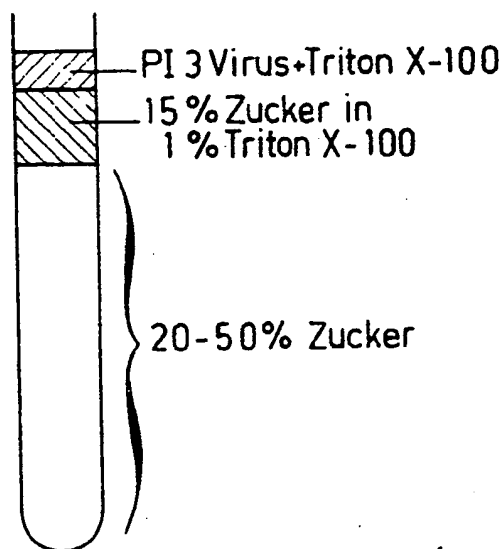 PI 3 Virus+Triton X-100
15% Zucker in
1% Triton X-100
20-50% Zucker